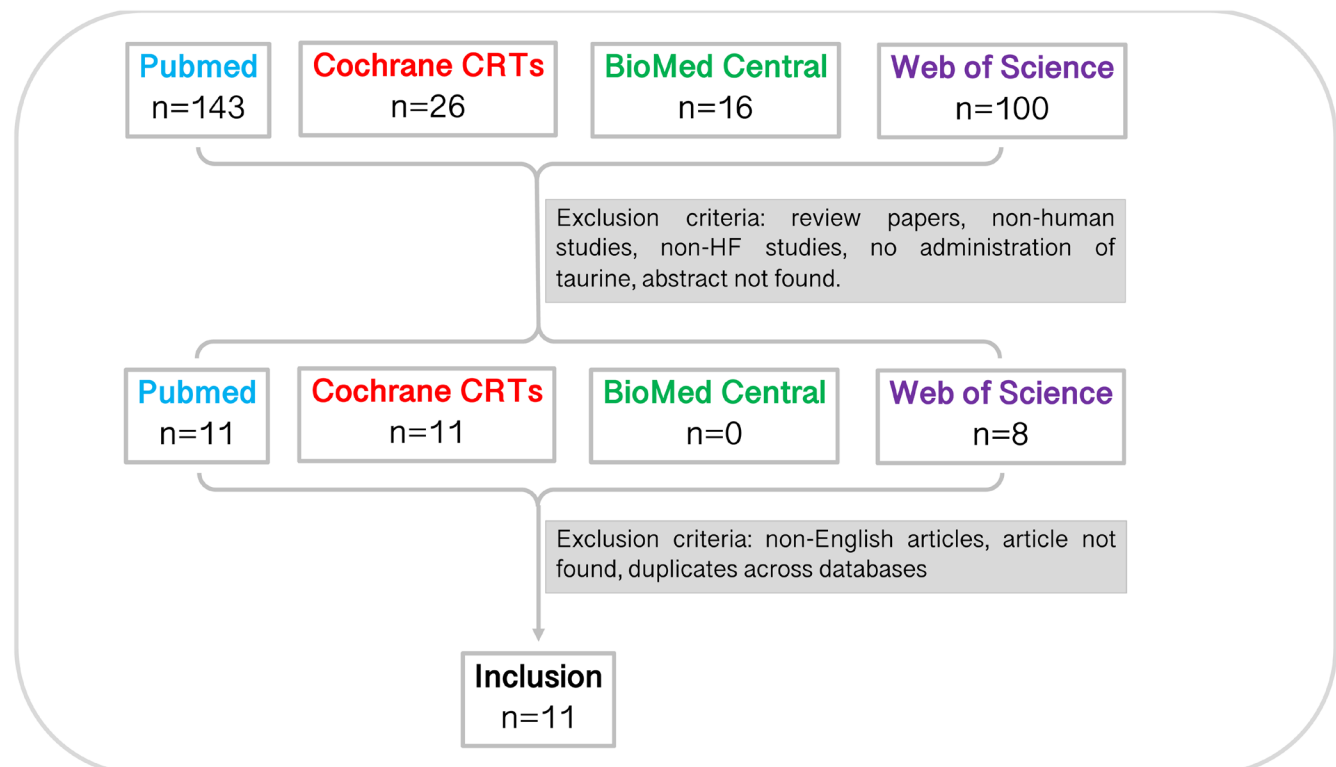 Pubmed
n=143
Cochrane CRTs
n=26
BioMed Central
n=16
Web of Science
n=100
Exclusion criteria: review papers, non-human
studies, non-HF studies, no administration of
taurine, abstract not found.
Pubmed
n=11
Cochrane CRTs
n=11
BioMed Central
n=0
Web of Science
n=8
Exclusion criteria: non-English articles, article not
found, duplicates across databases
Inclusion
n=11